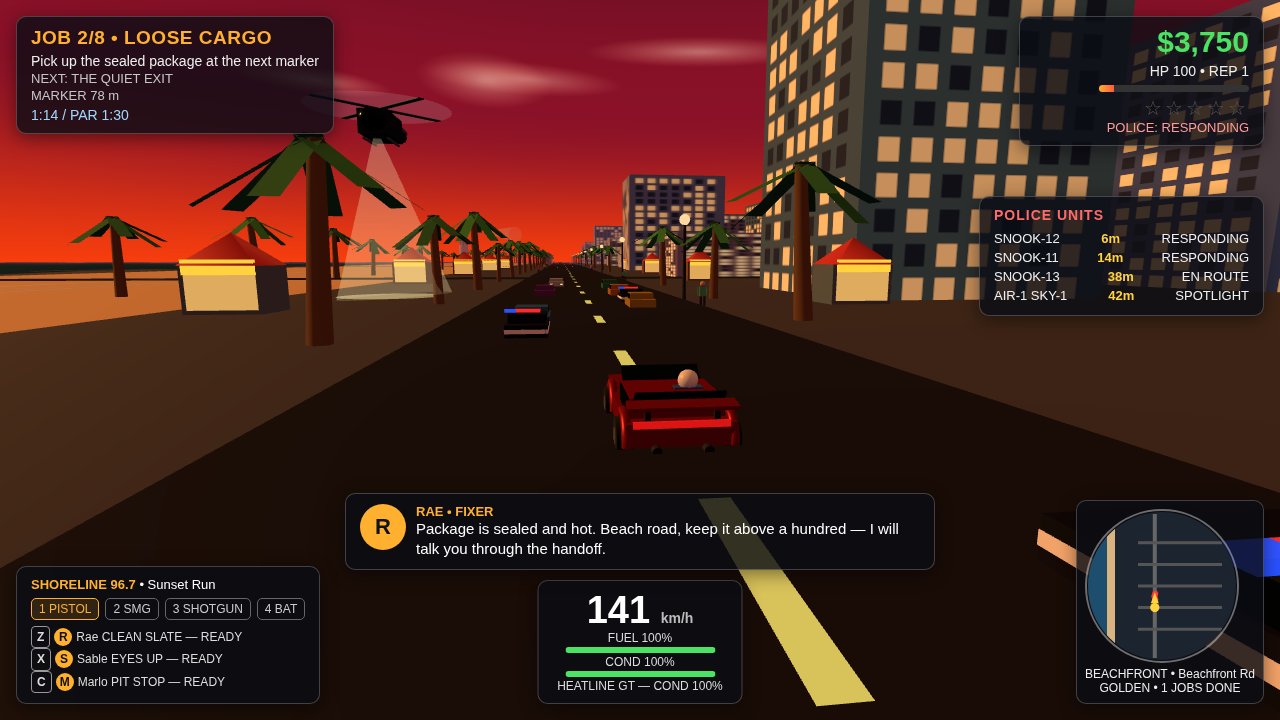 JOB 2/8 • LOOSE CARGO
Pick up the sealed package at the next marker
NEXT: THE QUIET EXIT
MARKER 78 m
1:14 / PAR 1:30
$3,750
HP 100 • REP 1
☆ ☆ ☆ ☆ ☆
POLICE: RESPONDING
POLICE UNITS
SNOOK-12 6m RESPONDING
SNOOK-11 14m RESPONDING
SNOOK-13 38m EN ROUTE
AIR-1 SKY-1 42m SPOTLIGHT
R
RAE • FIXER
Package is sealed and hot. Beach road, keep it above a hundred — I will
talk you through the handoff.
SHORELINE 96.7 • Sunset Run
1 PISTOL 2 SMG 3 SHOTGUN 4 BAT
Z R Rae CLEAN SLATE — READY
X S Sable EYES UP — READY
C M Marlo PIT STOP — READY
141 km/h
FUEL 100%
COND 100%
HEATLINE GT — COND 100%
BEACHFRONT • Beachfront Rd
GOLDEN • 1 JOBS DONE